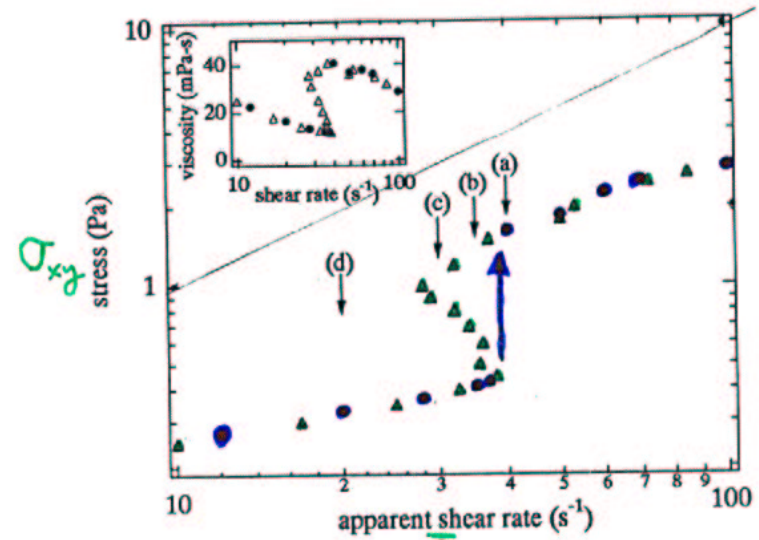 10
viscosity (mPa-s)
40
20
0
10
100
shear rate (s⁻¹)
(a)
(b)
(c)
(d)
σxy
stress (Pa)
1
10
2
3
4
5
6
7
8
9
100
apparent shear rate (s⁻¹)